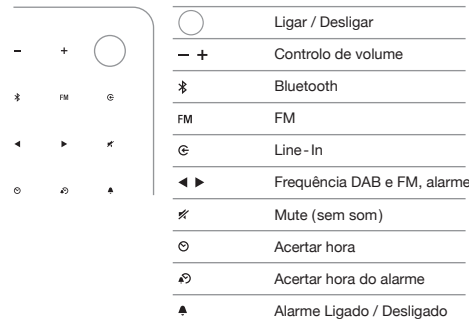 - +
FM
Ligar / Desligar
- + Controlo de volume
Bluetooth
FM FM
Line-In
◀ ▶ Frequência DAB e FM, alarme
Mute (sem som)
Acertar hora
Acertar hora do alarme
Alarme Ligado / Desligado